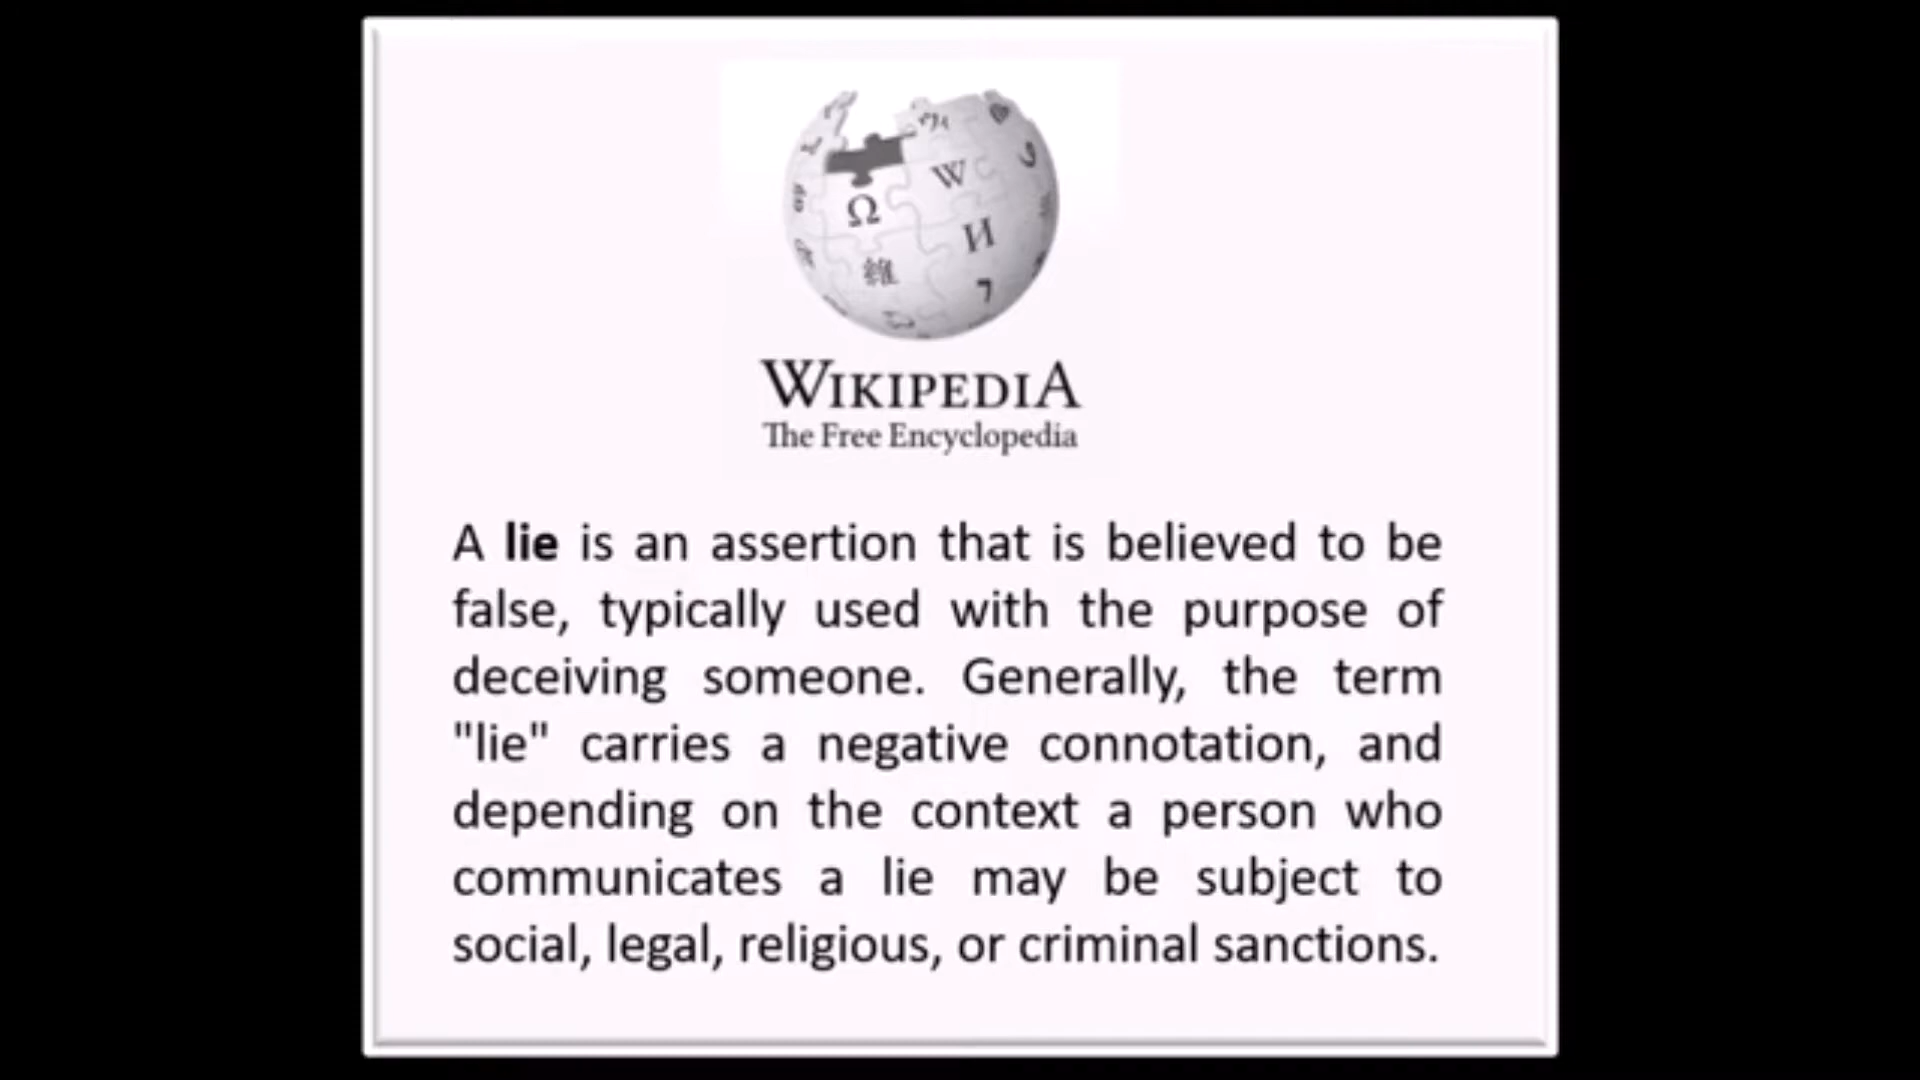 Ω
W
И
維
7
WIKIPEDIA
The Free Encyclopedia
A lie is an assertion that is believed to be
false, typically used with the purpose of
deceiving someone. Generally, the term
"lie" carries a negative connotation, and
depending on the context a person who
communicates a lie may be subject to
social, legal, religious, or criminal sanctions.